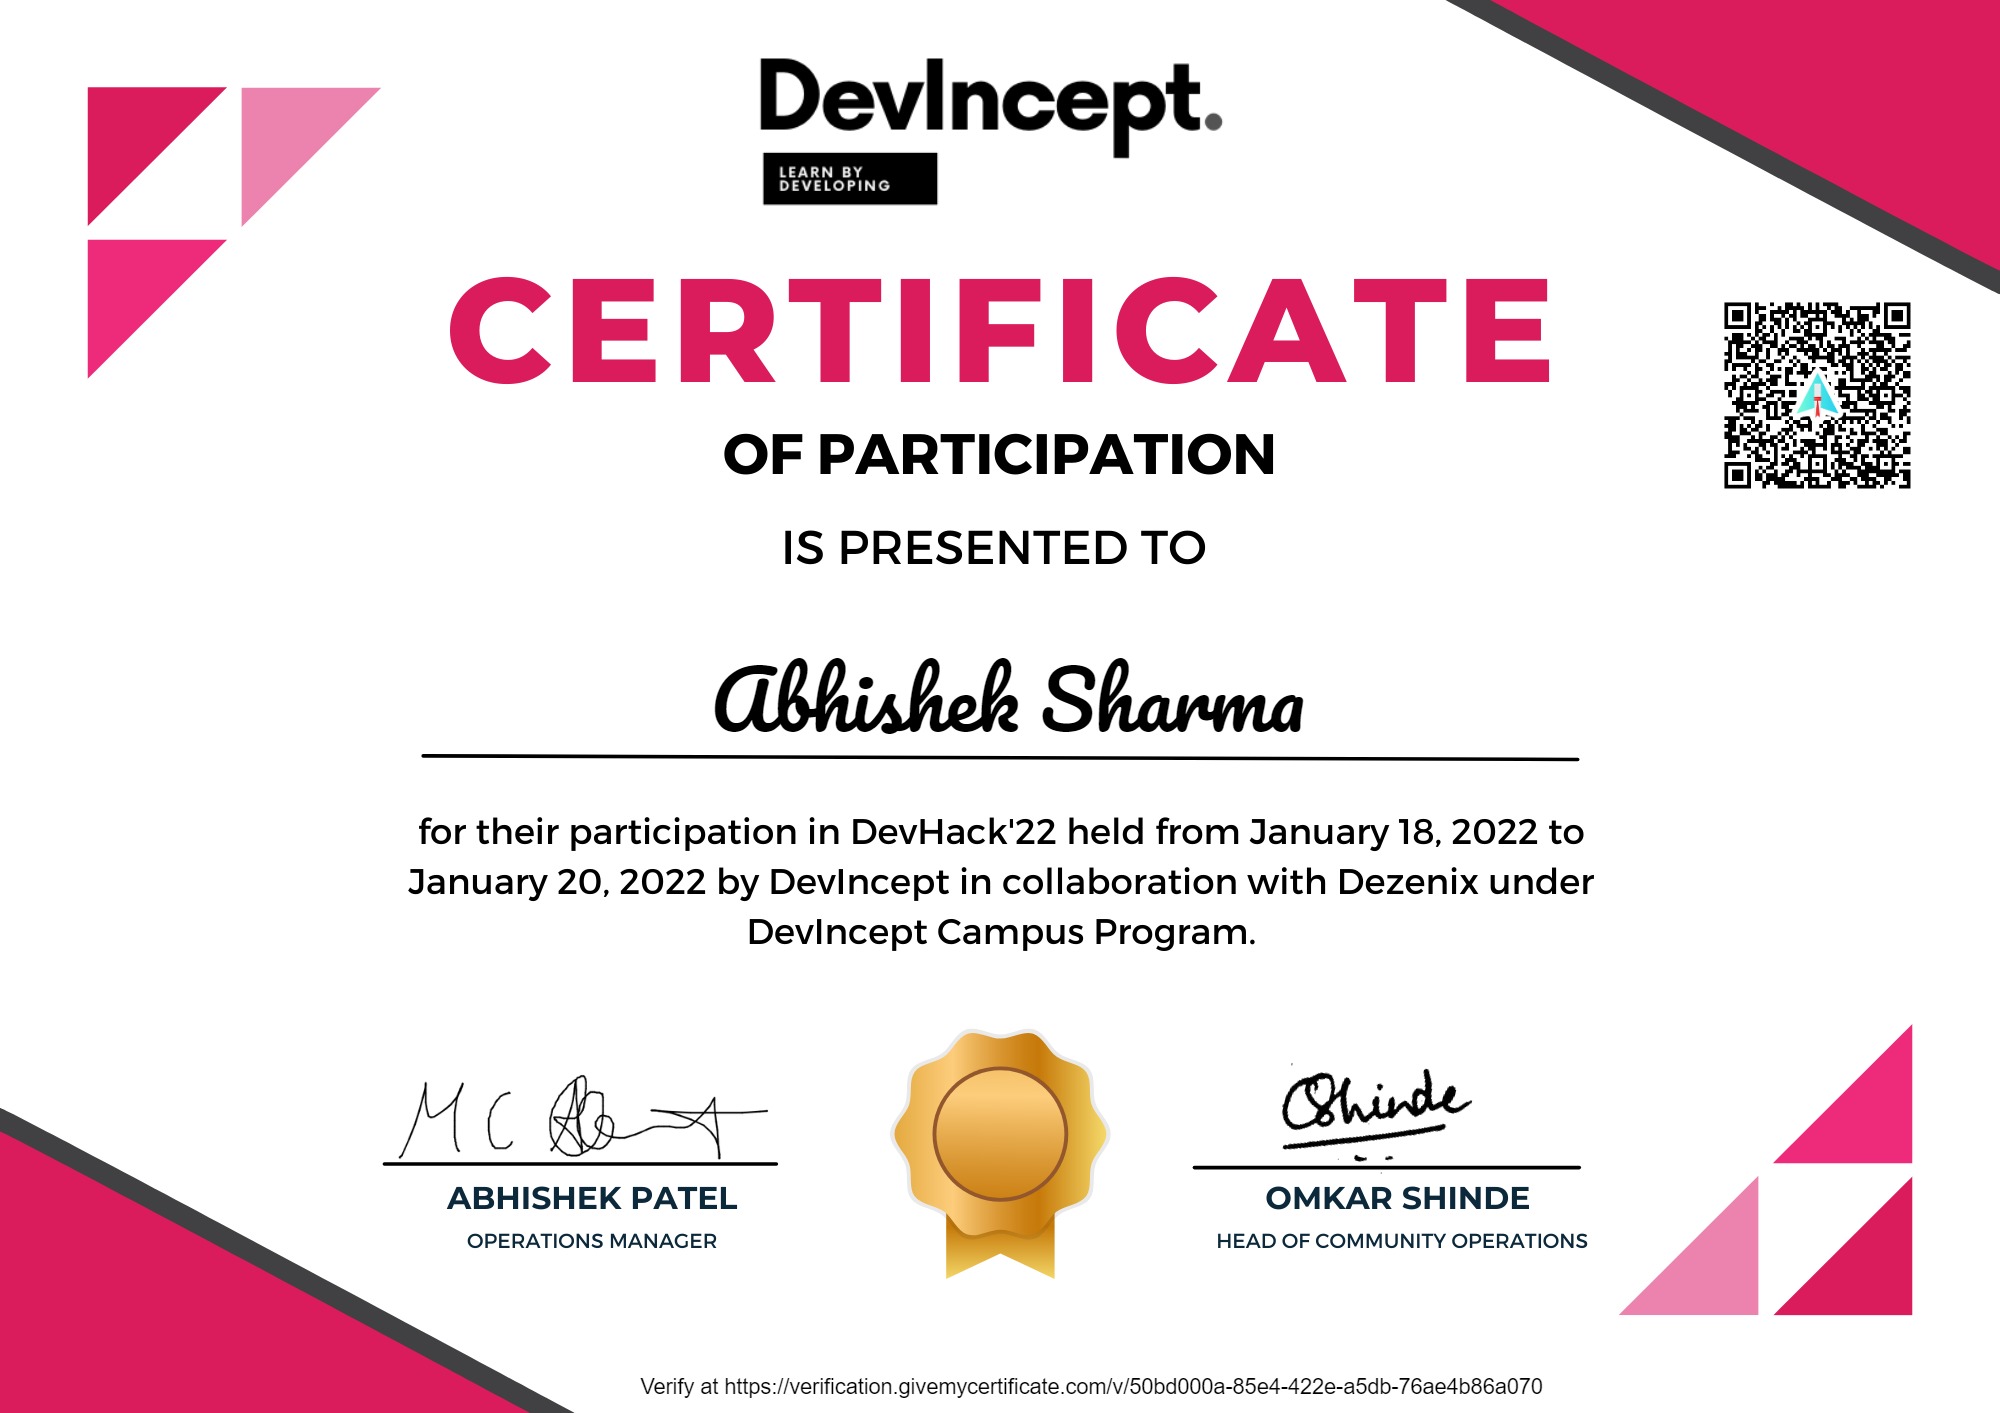 DevIncept.
LEARN BY
DEVELOPING
CERTIFICATE
OF PARTICIPATION
IS PRESENTED TO
Abhishek Sharma
for their participation in DevHack'22 held from January 18, 2022 to
January 20, 2022 by DevIncept in collaboration with Dezenix under
DevIncept Campus Program.
OShinde
ABHISHEK PATEL
OPERATIONS MANAGER
OMKAR SHINDE
HEAD OF COMMUNITY OPERATIONS
Verify at https://verification.givemycertificate.com/v/50bd000a-85e4-422e-a5db-76ae4b86a070